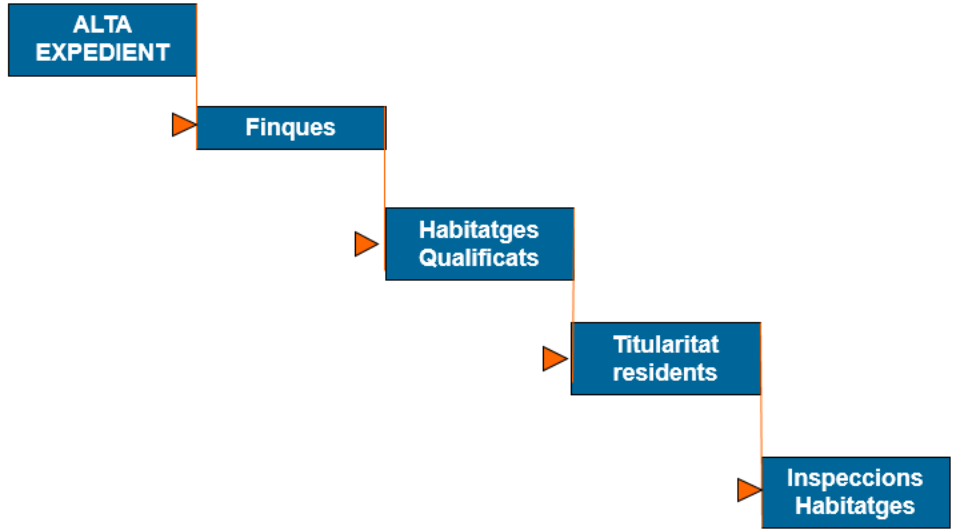 ALTA
EXPEDIENT
Finques
Habitatges
Qualificats
Titularitat
residents
Inspeccions
Habitatges